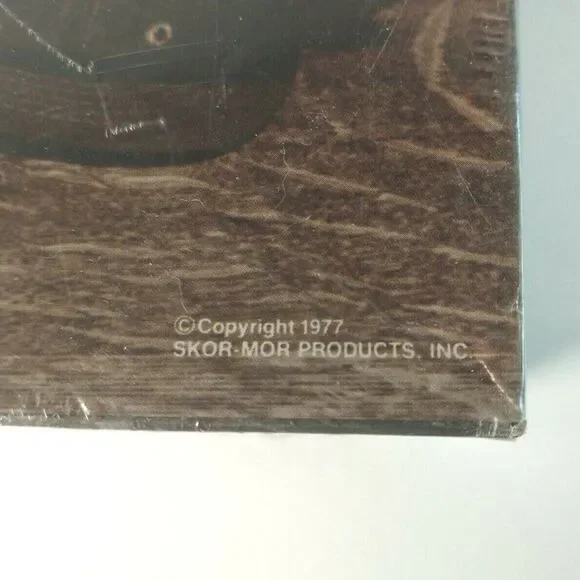 ©Copyright 1977
SKOR-MOR PRODUCTS, INC.